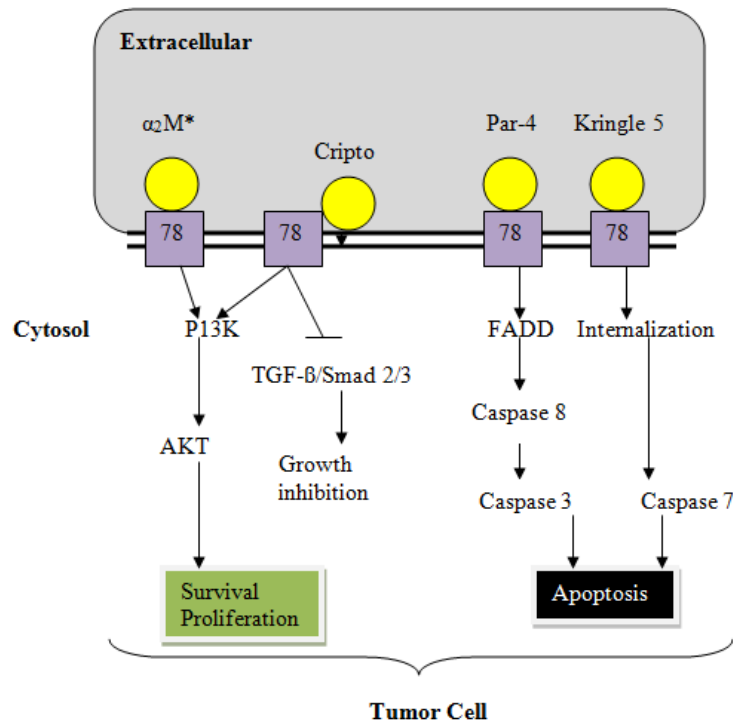 Extracellular
α₂M*
Cripto
Par-4
Kringle 5
78
78
78
78
Cytosol
P13K
FADD
Internalization
TGF-ß/Smad 2/3
Caspase 8
AKT
Growth
inhibition
Caspase 3
Caspase 7
Survival
Proliferation
Apoptosis
Tumor Cell